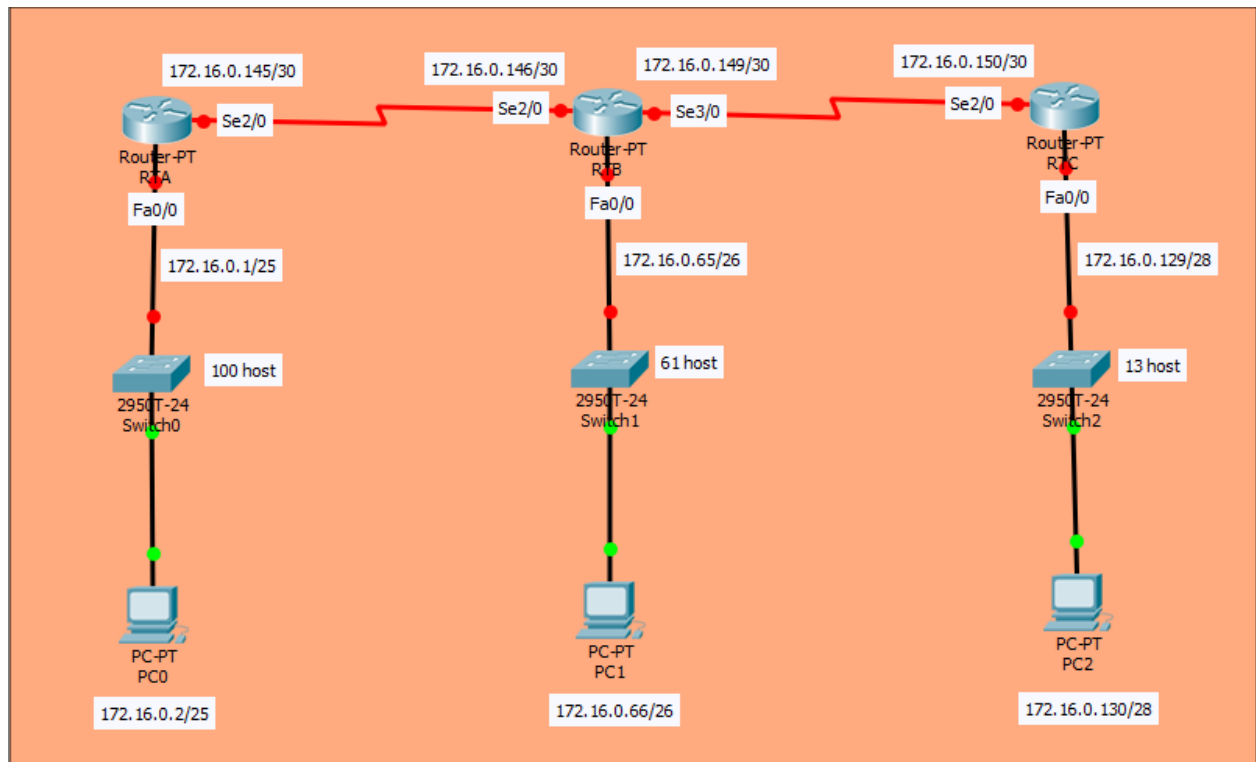 172.16.0.145/30
172.16.0.146/30
172.16.0.149/30
172.16.0.150/30
Se2/0
Se2/0
Se3/0
Se2/0
Router-PT
RTA
Router-PT
RTB
Router-PT
RTC
Fa0/0
Fa0/0
Fa0/0
172.16.0.1/25
172.16.0.65/26
172.16.0.129/28
100 host
61 host
13 host
2950T-24
Switch0
2950T-24
Switch1
2950T-24
Switch2
PC-PT
PC0
PC-PT
PC1
PC-PT
PC2
172.16.0.2/25
172.16.0.66/26
172.16.0.130/28